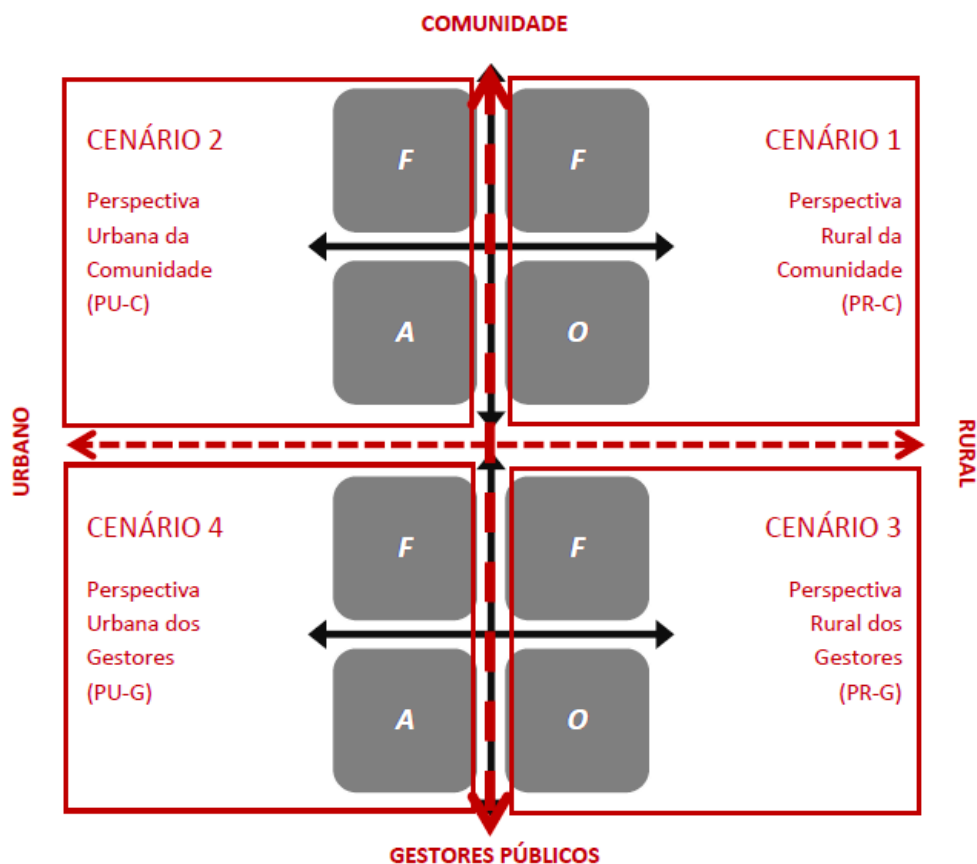 COMUNIDADE
CENÁRIO 2
Perspectiva
Urbana da
Comunidade
(PU-C)
F
F
A
O
CENÁRIO 1
Perspectiva
Rural da
Comunidade
(PR-C)
URBANO
RURAL
CENÁRIO 4
Perspectiva
Urbana dos
Gestores
(PU-G)
F
F
A
O
CENÁRIO 3
Perspectiva
Rural dos
Gestores
(PR-G)
GESTORES PÚBLICOS